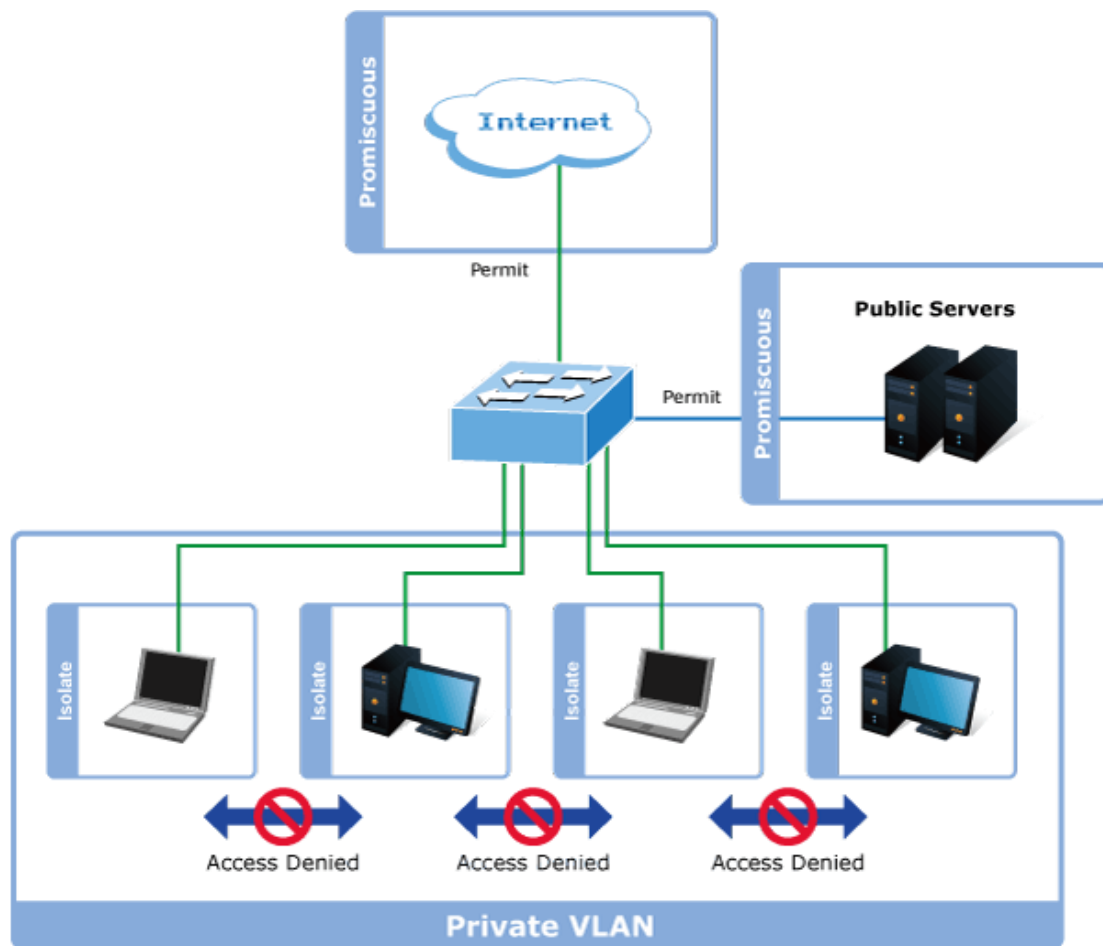 Promiscuous
Internet
Permit
Promiscuous
Public Servers
Permit
Isolate
Isolate
Isolate
Isolate
Access Denied
Access Denied
Access Denied
Private VLAN